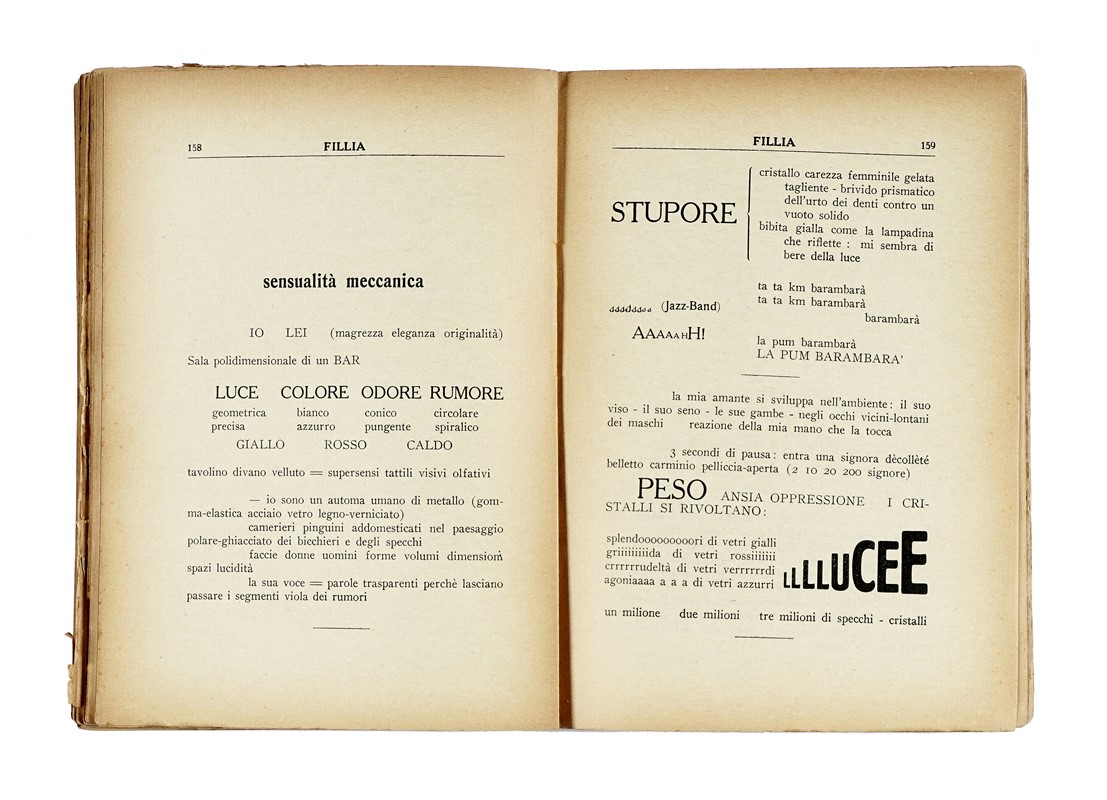 158 FILLIA
sensualità meccanica
IO LEI (magrezza eleganza originalità)
Sala polidimensionale di un BAR
LUCE COLORE ODORE RUMORE
geometrica bianco conico circolare
precisa azzurro pungente spiralico
GIALLO ROSSO CALDO
tavolino divano velluto = supersensi tattili visivi olfativi
— io sono un automa umano di metallo (gom-
ma-elastica acciaio vetro legno-verniciato)
camerieri pinguini addomesticati nel paesaggio
polare-ghiacciato dei bicchieri e degli specchi
faccie donne uomini forme volumi dimensioni
spazi lucidità
la sua voce = parole trasparenti perchè lasciano
passare i segmenti viola dei rumori
FILLIA 159
STUPORE
cristallo carezza femminile gelata
tagliente - brivido prismatico
dell'urto dei denti contro un
vuoto solido
bibita gialla come la lampadina
che riflette : mi sembra di
bere della luce
(Jazz-Band)
AAAAAHH!
ta ta km barambarà
ta ta km barambarà
barambarà
la pum barambarà
LA PUM BARAMBARA'
la mia amante si sviluppa nell'ambiente : il suo
viso - il suo seno - le sue gambe - negli occhi vicini-lontani
dei maschi reazione della mia mano che la tocca
3 secondi di pausa : entra una signora dècolleté
belletto carminio pelliccia-aperta (2 10 20 200 signore)
PESO ANSIA OPPRESSIONE I CRI-
STALLI SI RIVOLTANO :
splendooooooooori di vetri gialli
griiiiiiiiida di vetri rossiiiiiii
crrrrrrudeltà di vetri verrrrrrdi
agoniaaaa a a a di vetri azzurri
LLLLUCEE
un milione due milioni tre milioni di specchi - cristalli